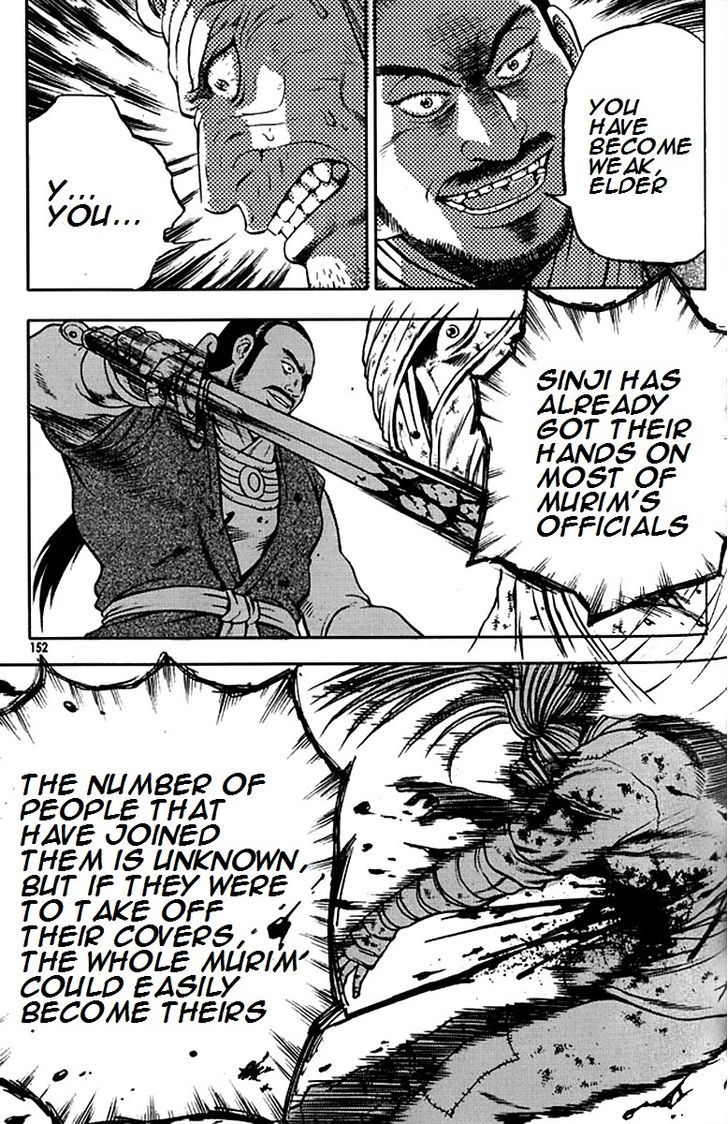 Y...
YOU...
YOU
HAVE
BECOME
WEAK,
ELDER
SINJI HAS
ALREADY
GOT THEIR
HANDS ON
MOST OF
MURIM'S
OFFICIALS
152
THE NUMBER OF
PEOPLE THAT
HAVE JOINED
THEM IS UNKNOWN,
BUT IF THEY WERE
TO TAKE OFF
THEIR COVERS,
THE WHOLE MURIM
COULD EASILY
BECOME THEIRS